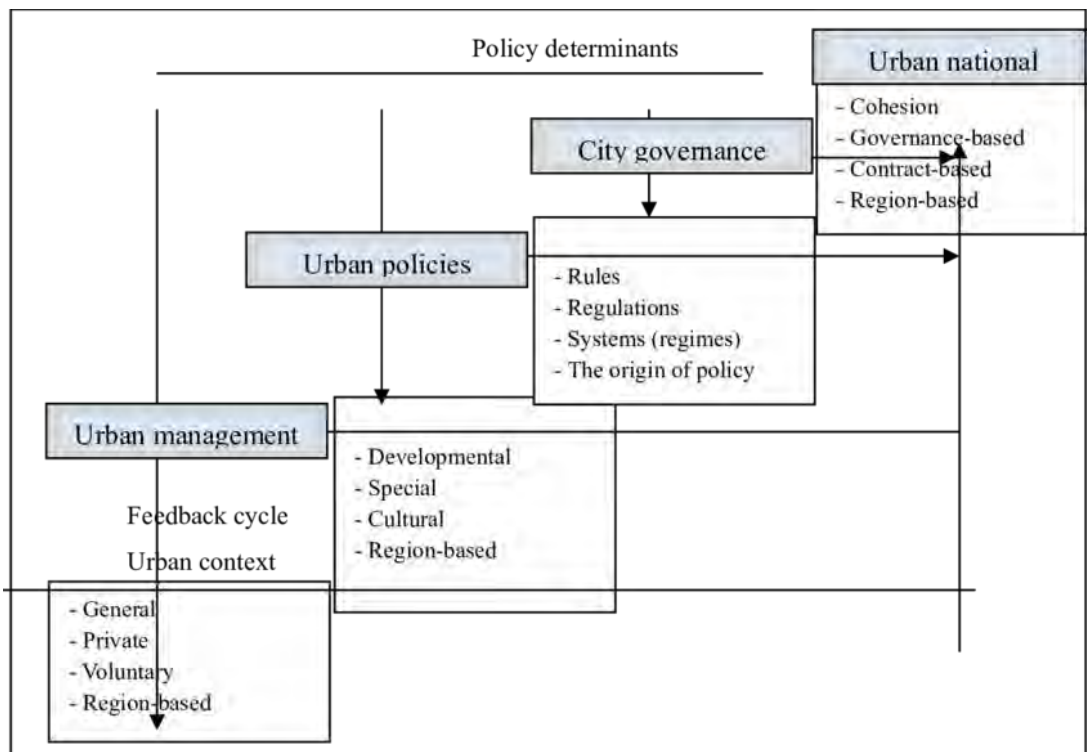 Policy determinants
Urban national
- Cohesion
- Governance-based
- Contract-based
- Region-based
City governance
- Rules
- Regulations
- Systems (regimes)
- The origin of policy
Urban policies
- Developmental
- Special
- Cultural
- Region-based
Urban management
Feedback cycle
Urban context
- General
- Private
- Voluntary
- Region-based